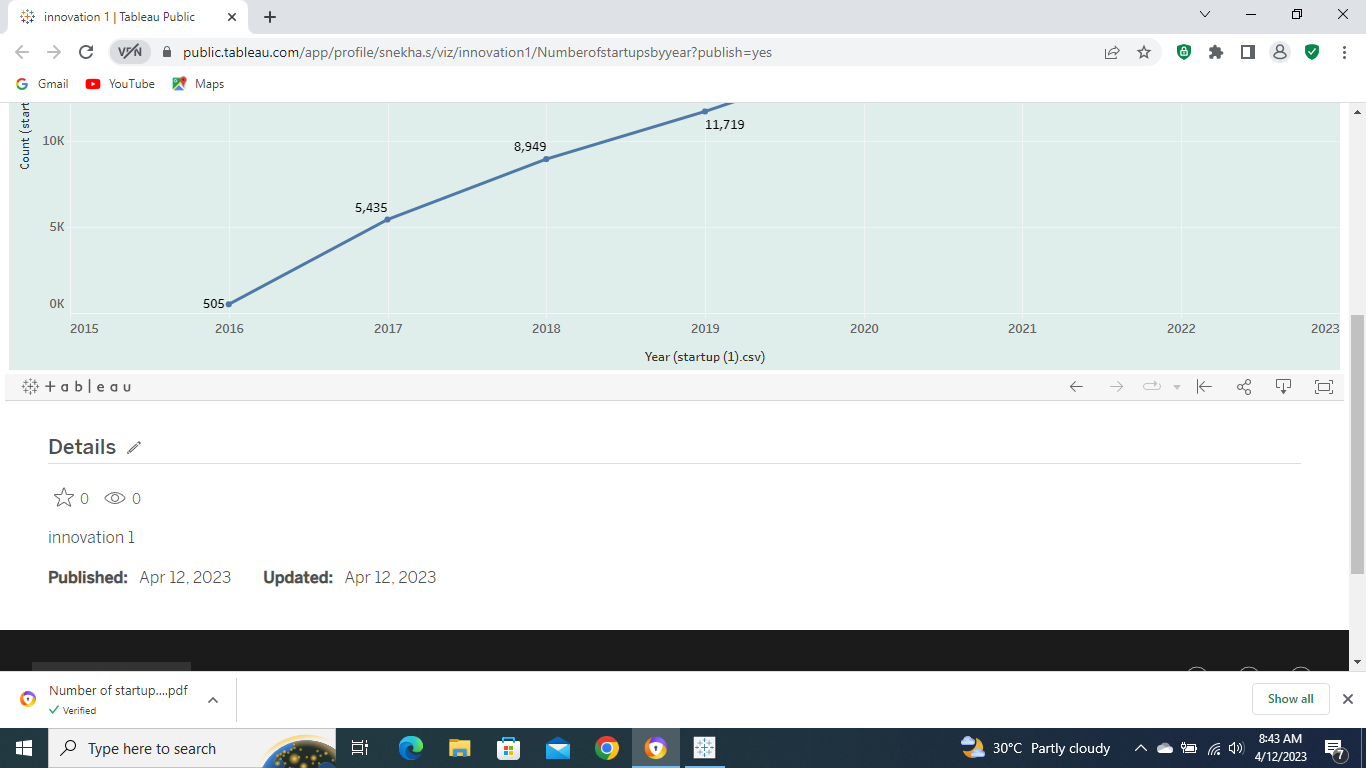 innovation 1 | Tableau Public
VPN
public.tableau.com/app/profile/snekha.s/viz/innovation1/Numberofstartupsbyyear?publish=yes
Gmail YouTube Maps
Count (start
10K
5K
0K
11,719
8,949
5,435
505
2015 2016 2017 2018 2019 2020 2021 2022 2023
Year (startup (1).csv)
+ a b | e a u
Details
0 0
innovation 1
Published: Apr 12, 2023 Updated: Apr 12, 2023
Number of startup....pdf
Verified
Show all
Type here to search
30°C Partly cloudy
8:43 AM
4/12/2023
7